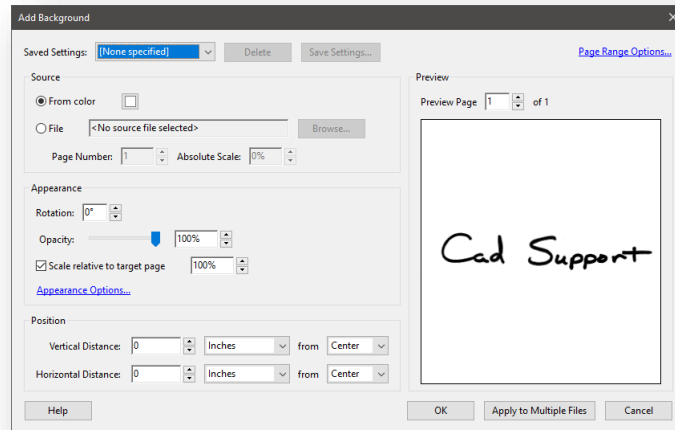 Add Background
Saved Settings: [None specified] Delete Save Settings... Page Range Options...
Source
From color
File <No source file selected> Browse...
Page Number: 1 Absolute Scale: 0%
Appearance
Rotation: 0°
Opacity: 100%
Scale relative to target page 100%
Appearance Options...
Position
Vertical Distance: 0 Inches from Center
Horizontal Distance: 0 Inches from Center
Preview
Preview Page 1 of 1
Cad Support
Help OK Apply to Multiple Files Cancel